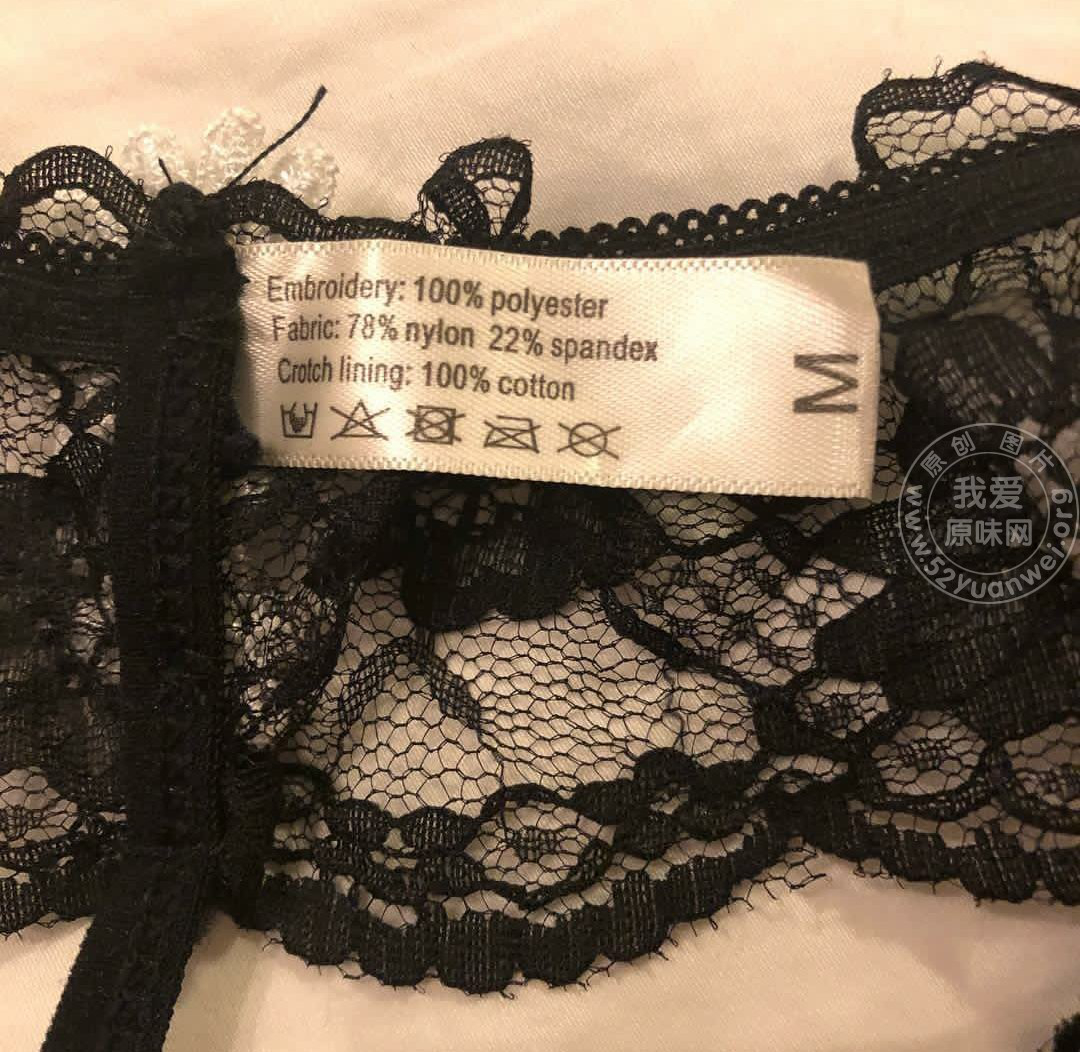 Embroidery: 100% polyester
Fabric: 78% nylon 22% spandex
Crotch lining: 100% cotton
M
原创图片
我爱
原味网
www.52yuanwei.org